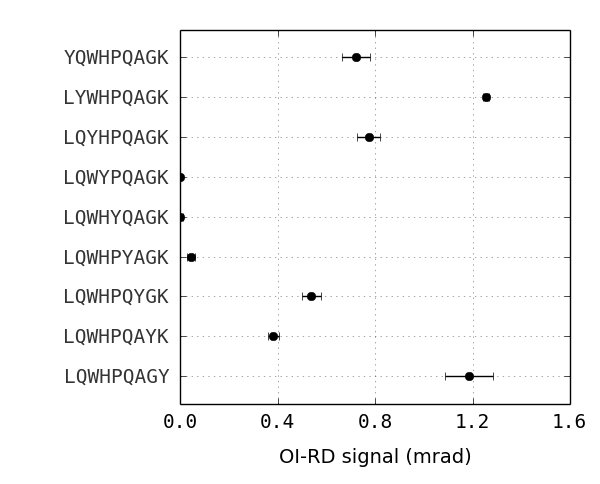 YQWHPQAGK
LYWHPQAGK
LQYHPQAGK
LQWYPQAGK
LQWHYQAGK
LQWHPYAGK
LQWHPQYGK
LQWHPQAYK
LQWHPQAGY
0.0 0.4 0.8 1.2 1.6
OI-RD signal (mrad)